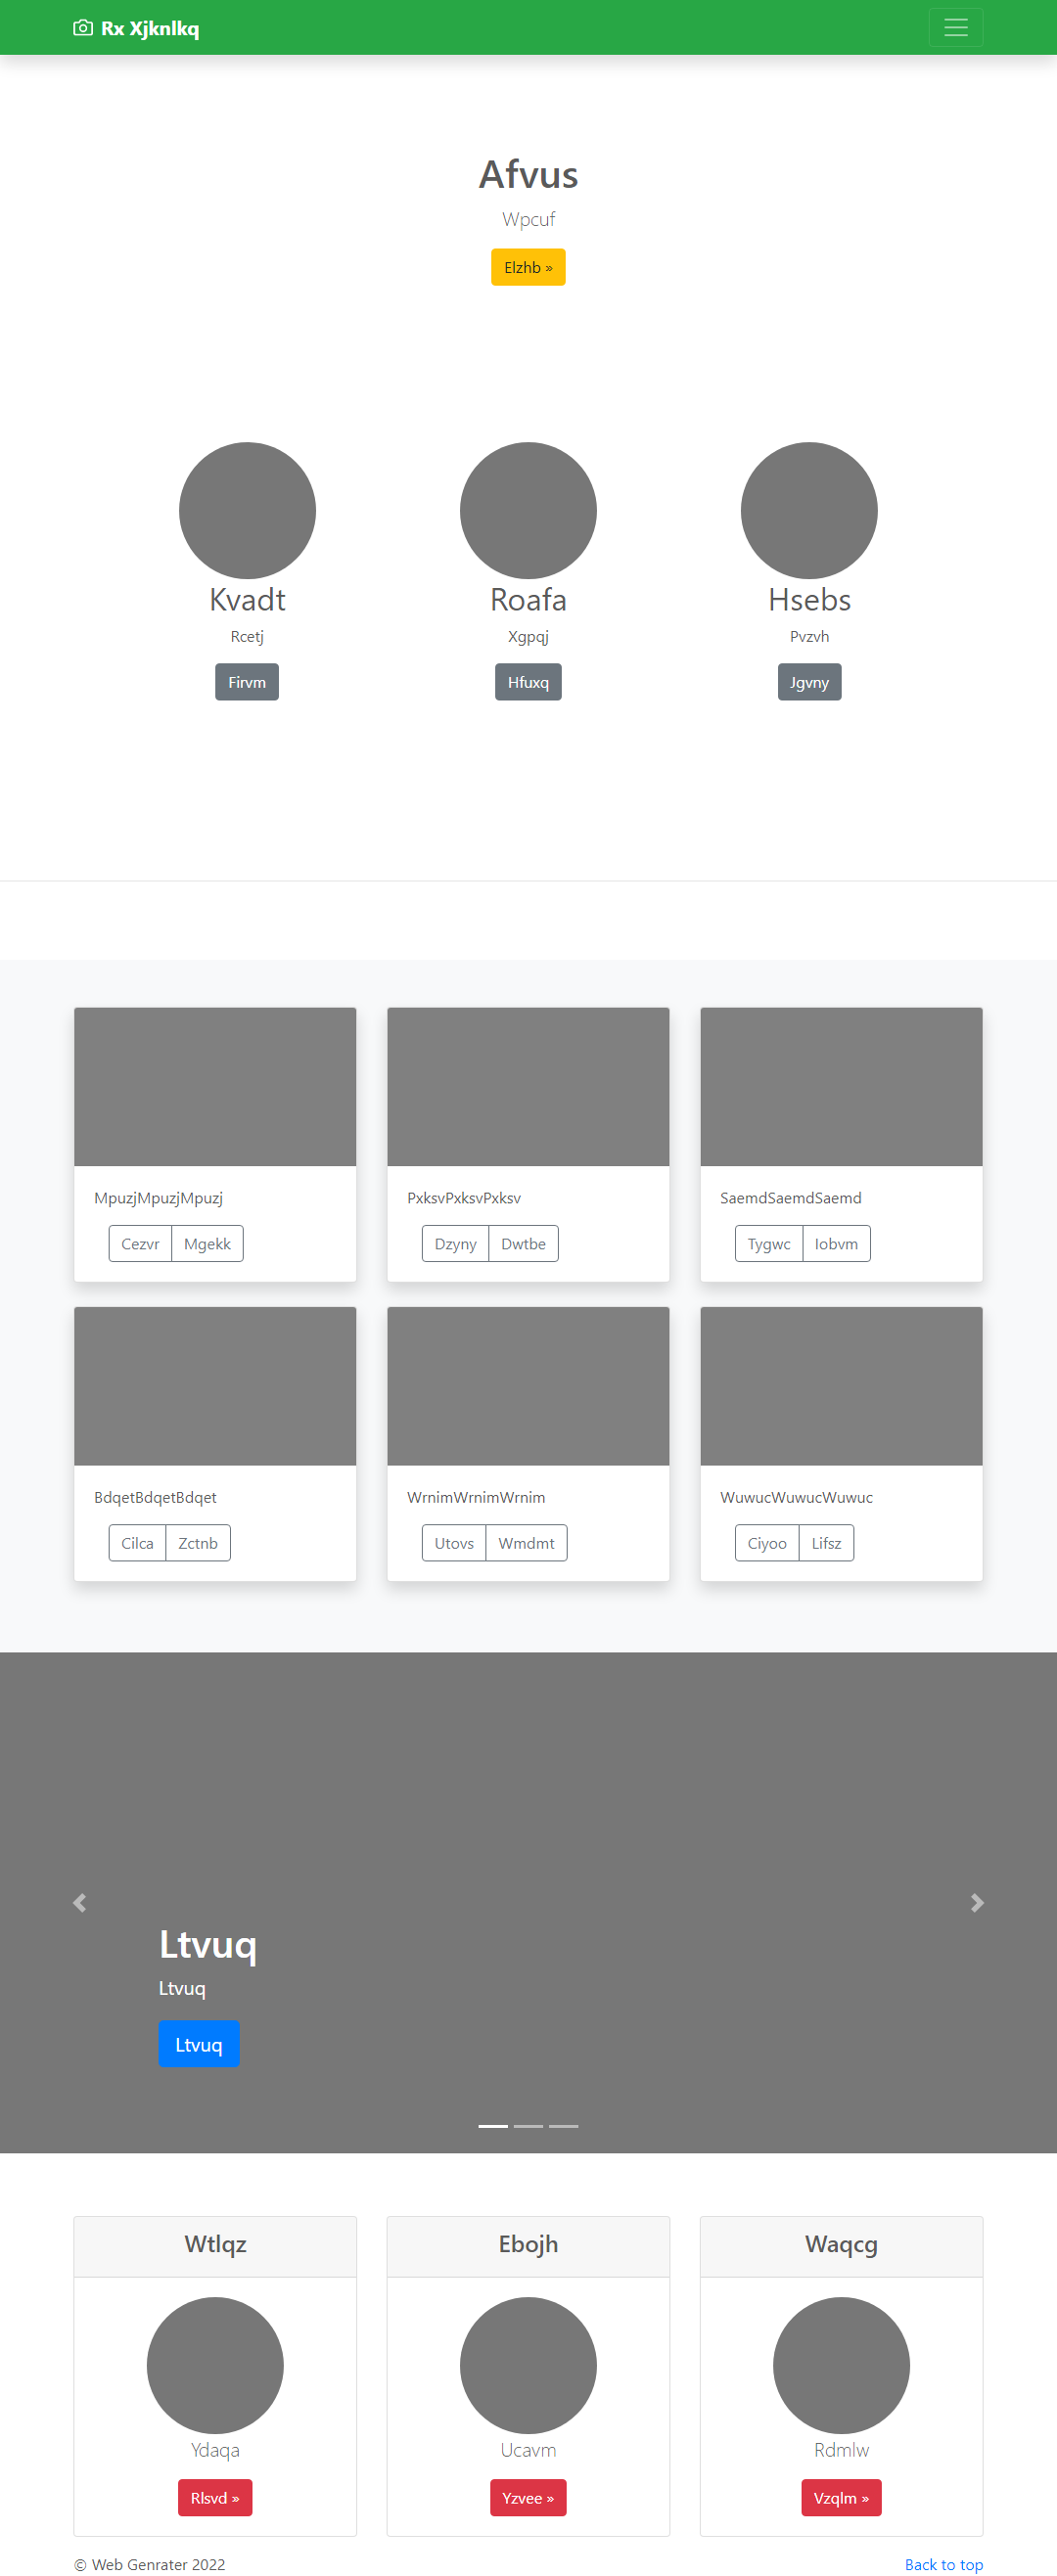 Rx Xjknlkq
Afvus
Wpcuf
Elzhb »
Kvadt Roafa Hsebs
Rcetj Xgpqj Pvzvh
Firvm Hfuxq Jgvny
MpuzjMpuzjMpuzj PxksvPxksvPxksv SaemdSaemdSaemd
Cezvr Mgekk Dzyny Dwtbe Tygwc Iobvm
BdqetBdqetBdqet WrnimWrnimWrnim WuwucWuwucWuwuc
Cilca Zctnb Utovs Wmdmt Ciyoo Lifsz
Ltvuq
Ltvuq
Ltvuq
Wtlqz Ebojh Waqcg
Ydaqa Ucavm Rdmlw
Rlsvd » Yzvee » Vzqlm »
© Web Genrater 2022 Back to top